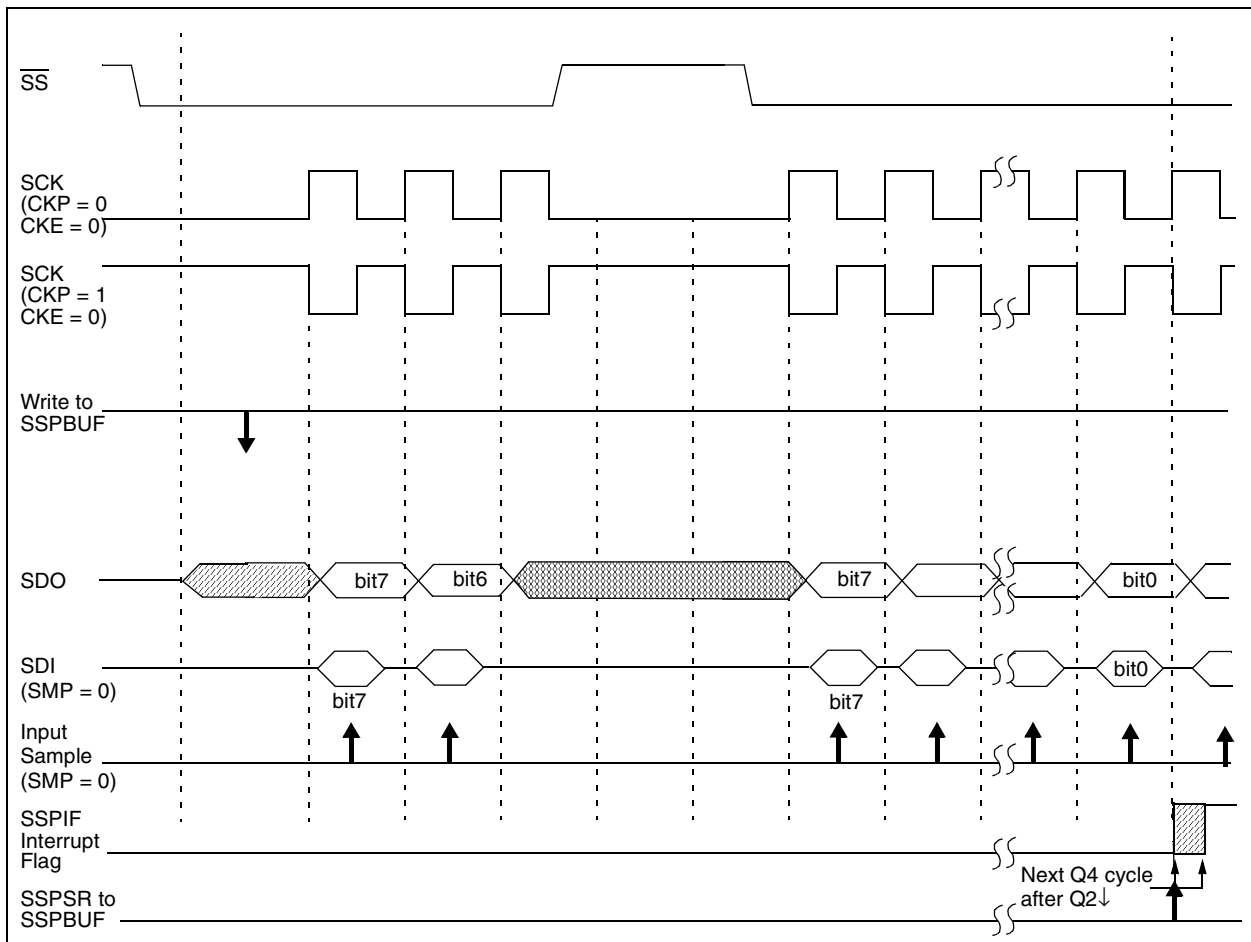 SS
SCK
(CKP = 0
CKE = 0)
SCK
(CKP = 1
CKE = 0)
Write to
SSPBUF
SDO
bit7
bit6
bit7
bit0
SDI
(SMP = 0)
bit7
bit7
bit0
Input
Sample
(SMP = 0)
SSPIF
Interrupt
Flag
Next Q4 cycle
after Q2↓
SSPSR to
SSPBUF